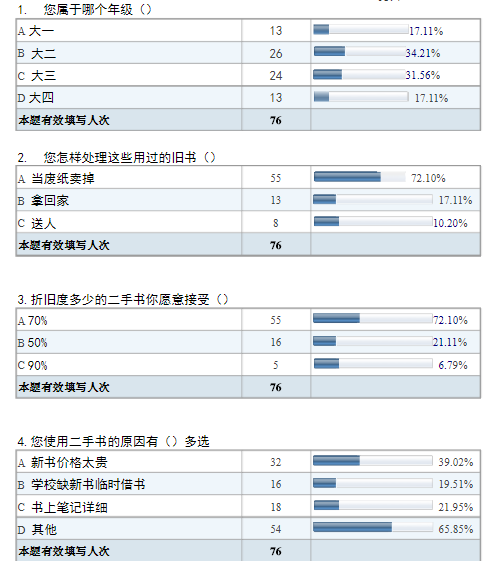 1. 您属于哪个年级（）
A 大一 13 17.11%
B 大二 26 34.21%
C 大三 24 31.56%
D 大四 13 17.11%
本题有效填写人次 76
2. 您怎样处理这些用过的旧书（）
A 当废纸卖掉 55 72.10%
B 拿回家 13 17.11%
C 送人 8 10.20%
本题有效填写人次 76
3. 折旧度多少的二手书你愿意接受（）
A 70% 55 72.10%
B 50% 16 21.11%
C 90% 5 6.79%
本题有效填写人次 76
4. 您使用二手书的原因有（）多选
A 新书价格太贵 32 39.02%
B 学校缺新书临时借书 16 19.51%
C 书上笔记详细 18 21.95%
D 其他 54 65.85%
本题有效填写人次 76